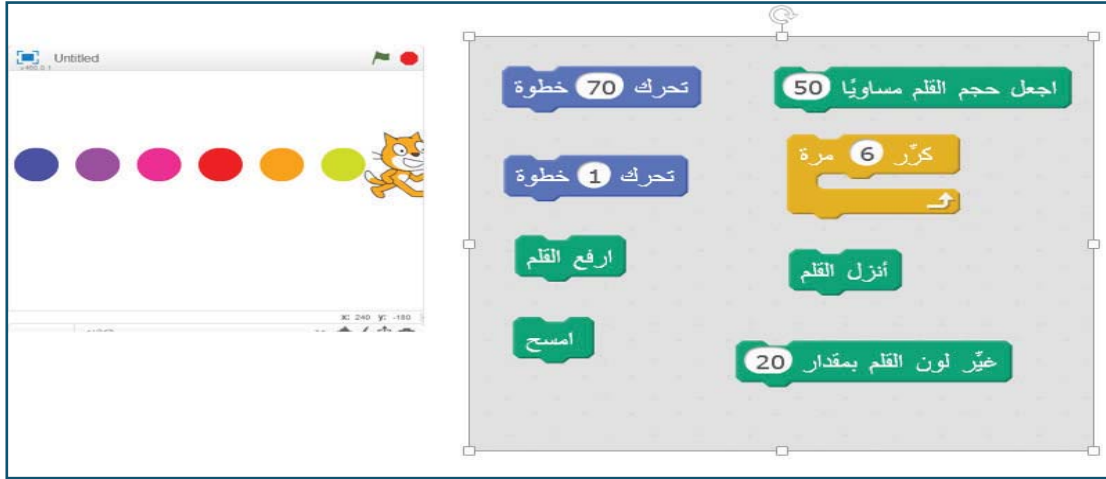 Untitled
x: 240 y: -180
اجعل حجم القلم مساويًا 50
تحرك 70 خطوة
كرِّر 6 مرة
تحرك 1 خطوة
أنزل القلم
ارفع القلم
امسح
غيِّر لون القلم بمقدار 20